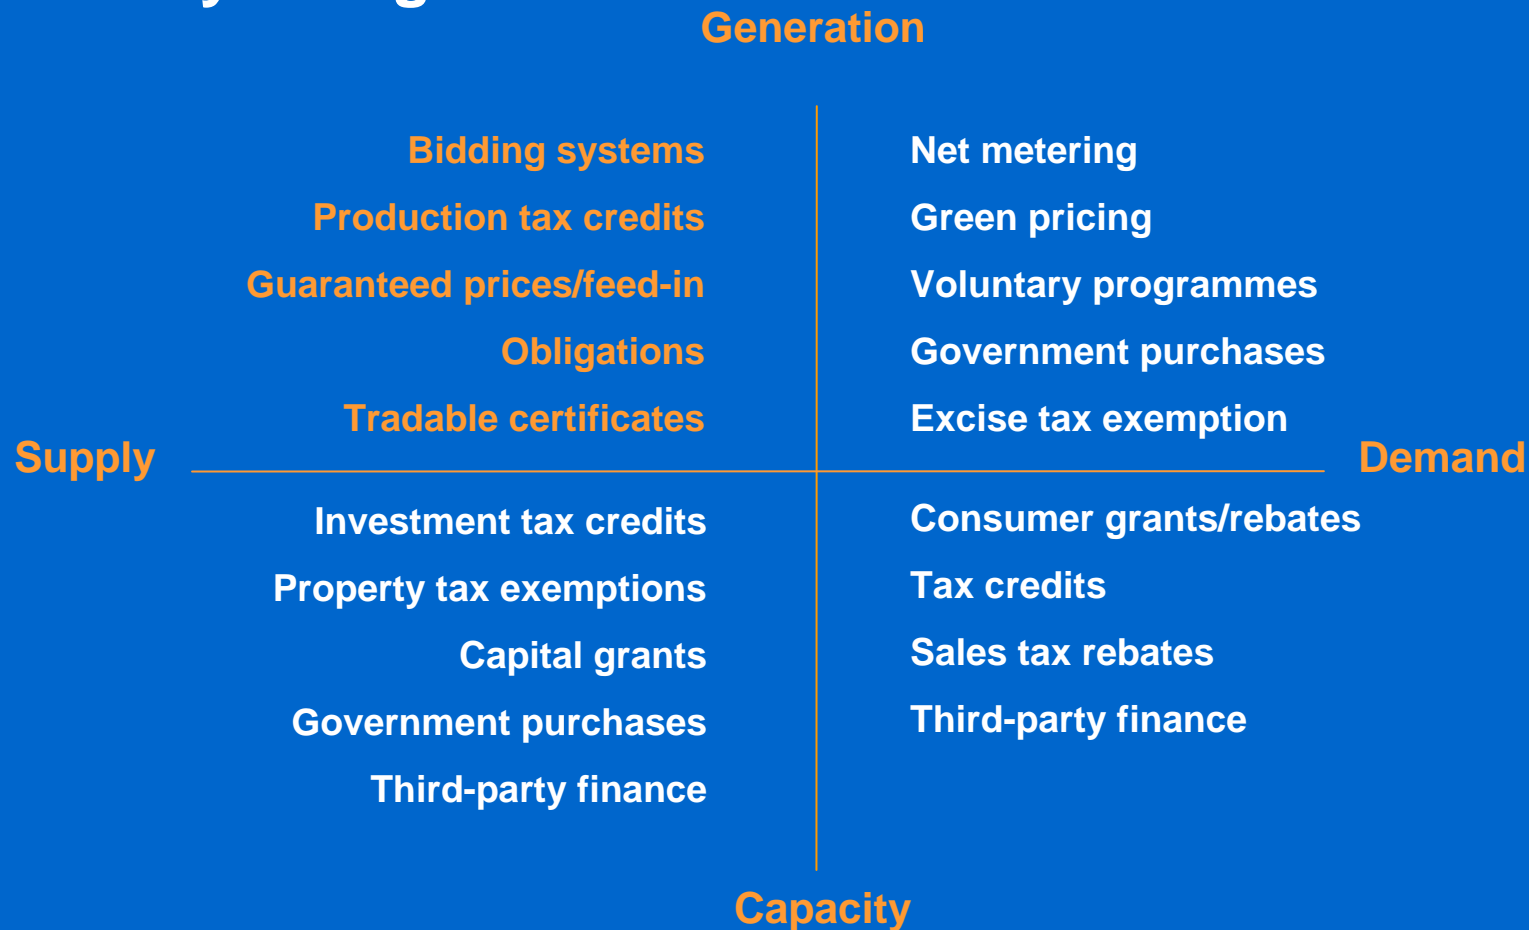 Generation
Bidding systems
Production tax credits
Guaranteed prices/feed-in
Obligations
Tradable certificates
Net metering
Green pricing
Voluntary programmes
Government purchases
Excise tax exemption
Supply
Demand
Investment tax credits
Property tax exemptions
Capital grants
Government purchases
Third-party finance
Consumer grants/rebates
Tax credits
Sales tax rebates
Third-party finance
Capacity